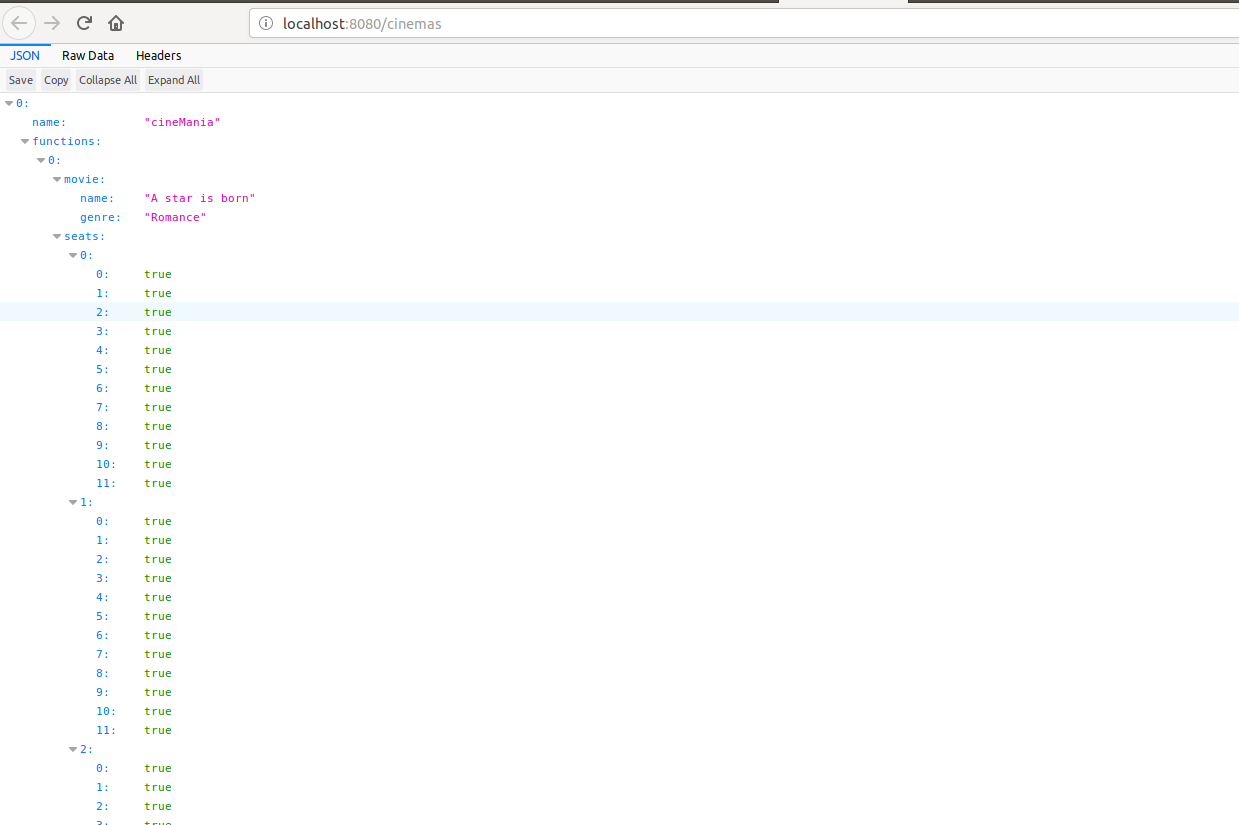 localhost:8080/cinemas
JSON Raw Data Headers
Save Copy Collapse All Expand All
0:
name: "cineMania"
functions:
0:
movie:
name: "A star is born"
genre: "Romance"
seats:
0:
0: true
1: true
2: true
3: true
4: true
5: true
6: true
7: true
8: true
9: true
10: true
11: true
1:
0: true
1: true
2: true
3: true
4: true
5: true
6: true
7: true
8: true
9: true
10: true
11: true
2:
0: true
1: true
2: true
3: true